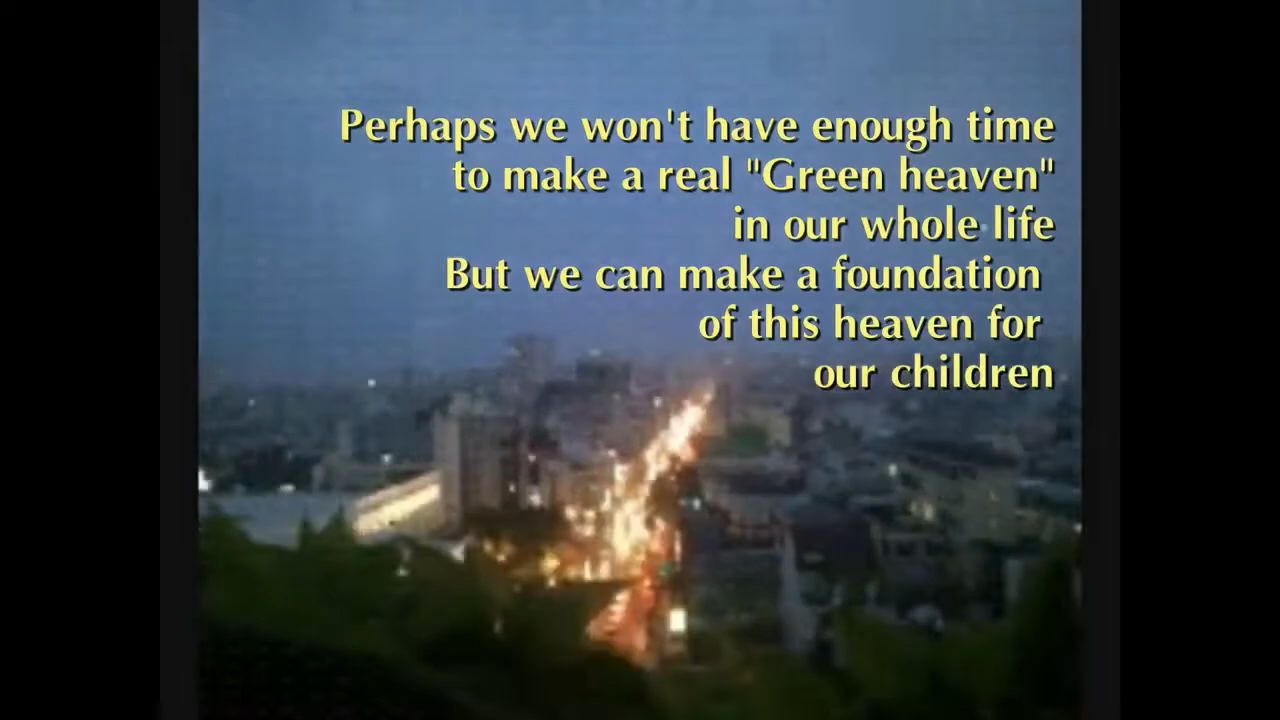 Perhaps we won't have enough time
to make a real "Green heaven"
in our whole life
But we can make a foundation
of this heaven for
our children